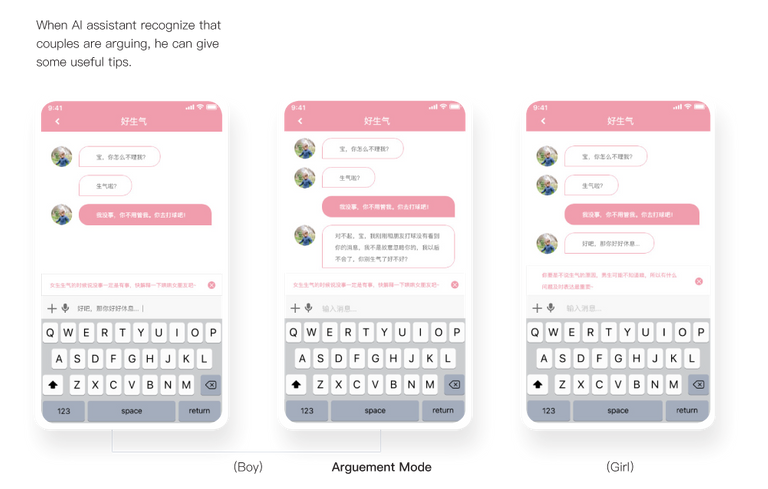 When AI assistant recognize that
couples are arguing, he can give
some useful tips.
9:41
好生气
宝，你怎么不理我?
生气啦?
我没事，你不用管我。你去打球吧!
女生生气的时候说没事一定是有事，快解释一下哄哄女朋友吧~
好吧，那你好好休息...
Q W E R T Y U I O P
A S D F G H J K L
Z X C V B N M
123 space return
9:41
好生气
宝，你怎么不理我?
生气啦?
我没事，你不用管我。你去打球吧!
对不起，宝，我刚刚和朋友打球没有看到
你的消息，我不是故意忽略你的，我以后
不会了，你别生气了好不好?
女生生气的时候说没事一定是有事，快解释一下哄哄女朋友吧~
输入消息...
Q W E R T Y U I O P
A S D F G H J K L
Z X C V B N M
123 space return
9:41
好生气
宝，你怎么不理我?
生气啦?
我没事，你不用管我。你去打球吧!
好吧，那你好好休息...
你要是不说生气的原因，男生可能不知道哦，所以有什么
问题及时表达最重要~
输入消息...
Q W E R T Y U I O P
A S D F G H J K L
Z X C V B N M
123 space return
(Boy)
Arguement Mode
(Girl)